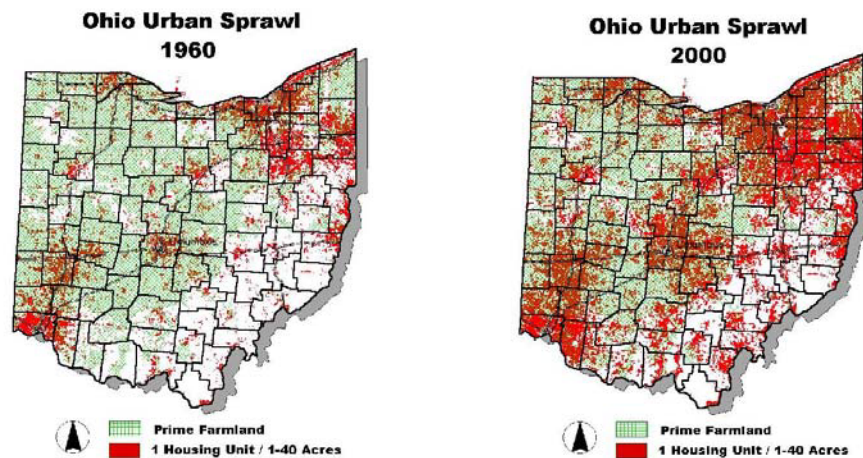 Ohio Urban Sprawl
1960
Prime Farmland
1 Housing Unit / 1-40 Acres
Ohio Urban Sprawl
2000
Prime Farmland
1 Housing Unit / 1-40 Acres